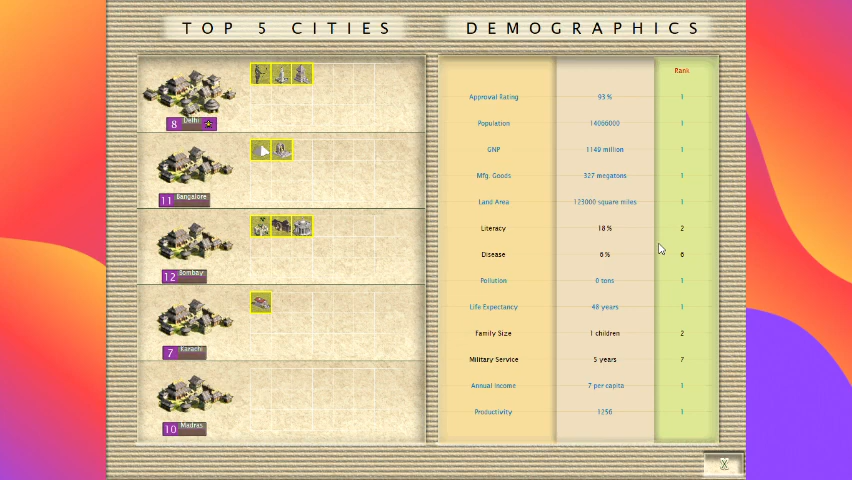 TOP 5 CITIES
8 Delhi
11 Bangalore
12 Bombay
7 Karachi
10 Madras
DEMOGRAPHICS
Rank
Approval Rating 93% 1
Population 14066000 1
GNP 1149 million 1
Mfg. Goods 327 megatons 1
Land Area 123000 square miles 1
Literacy 18% 2
Disease 6% 6
Pollution 0 tons 1
Life Expectancy 48 years 1
Family Size 1 children 2
Military Service 5 years 7
Annual Income 7 per capita 1
Productivity 1256 1
X